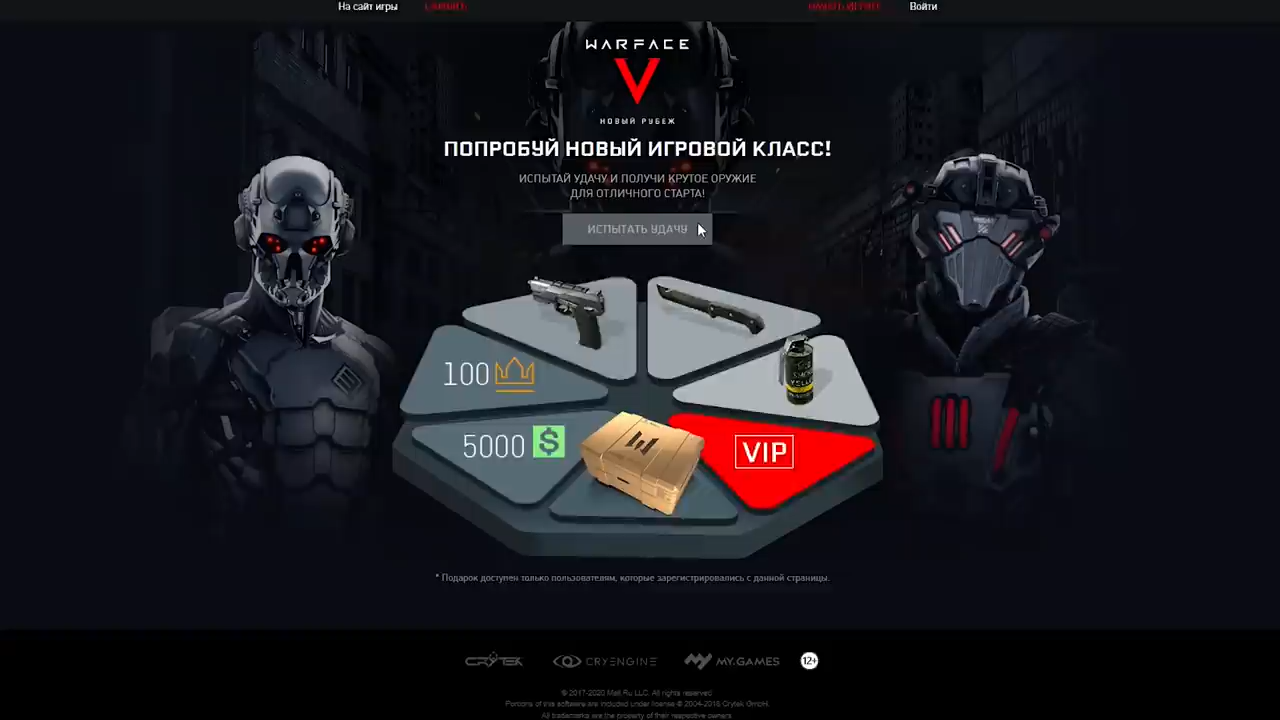 На сайт игры
Войти
WARFACE
НОВЫЙ РУБЕЖ
ПОПРОБУЙ НОВЫЙ ИГРОВОЙ КЛАСС!
ИСПЫТАЙ УДАЧУ И ПОЛУЧИ КРУТОЕ ОРУЖИЕ
ДЛЯ ОТЛИЧНОГО СТАРТА!
ИСПЫТАТЬ УДАЧУ
100
SMOKE
YELLOW
5000 $
VIP
* Подарок доступен только пользователям, которые зарегистрировались с данной страницы.
CRYTEK CRYENGINE MY.GAMES 12+
© 2017-2020 Mail.Ru LLC. All rights reserved
Portions of this software are included under license © 2004-2018 Crytek GmbH.
All trademarks are the property of their respective owners.